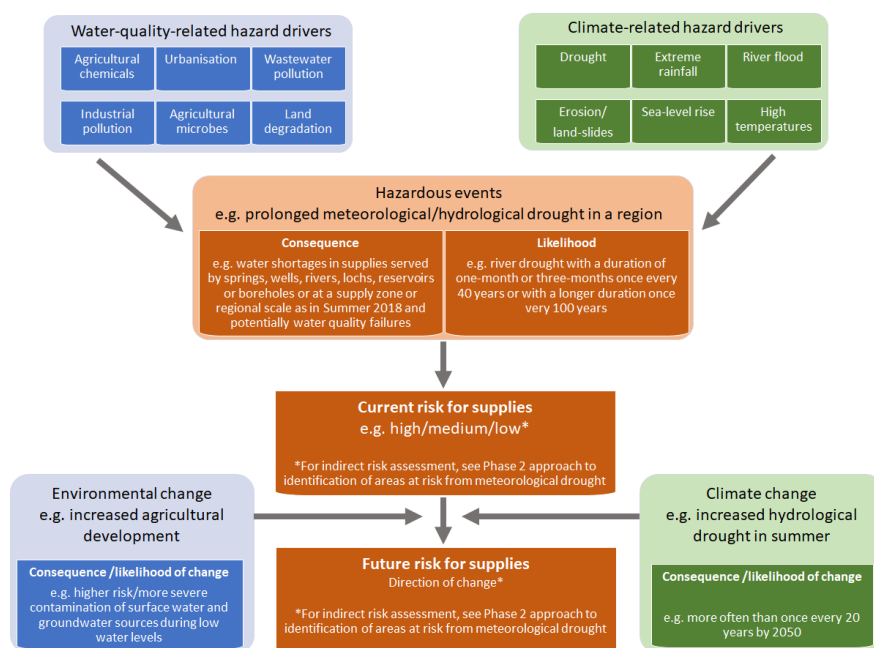 Water-quality-related hazard drivers
Agricultural
chemicals
Urbanisation
Wastewater
pollution
Industrial
pollution
Agricultural
microbes
Land
degradation
Climate-related hazard drivers
Drought
Extreme
rainfall
River flood
Erosion/
land-slides
Sea-level rise
High
temperatures
Hazardous events
e.g. prolonged meteorological/hydrological drought in a region
Consequence
e.g. water shortages in supplies served
by springs, wells, rivers, lochs, reservoirs
or boreholes or at a supply zone or
regional scale as in Summer 2018 and
potentially water quality failures
Likelihood
e.g. river drought with a duration of
one-month or three-months once every
40 years or with a longer duration once
very 100 years
Current risk for supplies
e.g. high/medium/low*
*For indirect risk assessment, see Phase 2 approach to
identification of areas at risk from meteorological drought
Environmental change
e.g. increased agricultural
development
Consequence /likelihood of change
e.g. higher risk/more severe
contamination of surface water and
groundwater sources during low
water levels
Future risk for supplies
Direction of change*
*For indirect risk assessment, see Phase 2 approach to
identification of areas at risk from meteorological drought
Climate change
e.g. increased hydrological
drought in summer
Consequence /likelihood of change
e.g. more often than once every 20
years by 2050